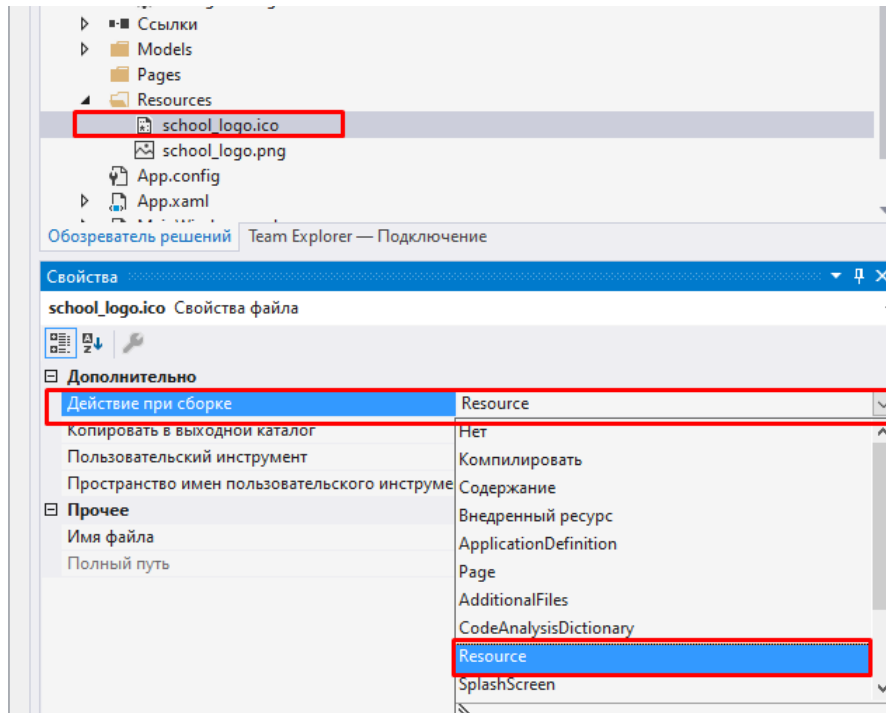 Ссылки
Models
Pages
Resources
school_logo.ico
school_logo.png
App.config
App.xaml
Обозреватель решений Team Explorer — Подключение
Свойства
school_logo.ico Свойства файла
Дополнительно
Действие при сборке Resource
Копировать в выходной каталог Нет
Пользовательский инструмент Компилировать
Пространство имен пользовательского инструме Содержание
Прочее Внедренный ресурс
Имя файла ApplicationDefinition
Полный путь Page
AdditionalFiles
CodeAnalysisDictionary
Resource
SplashScreen